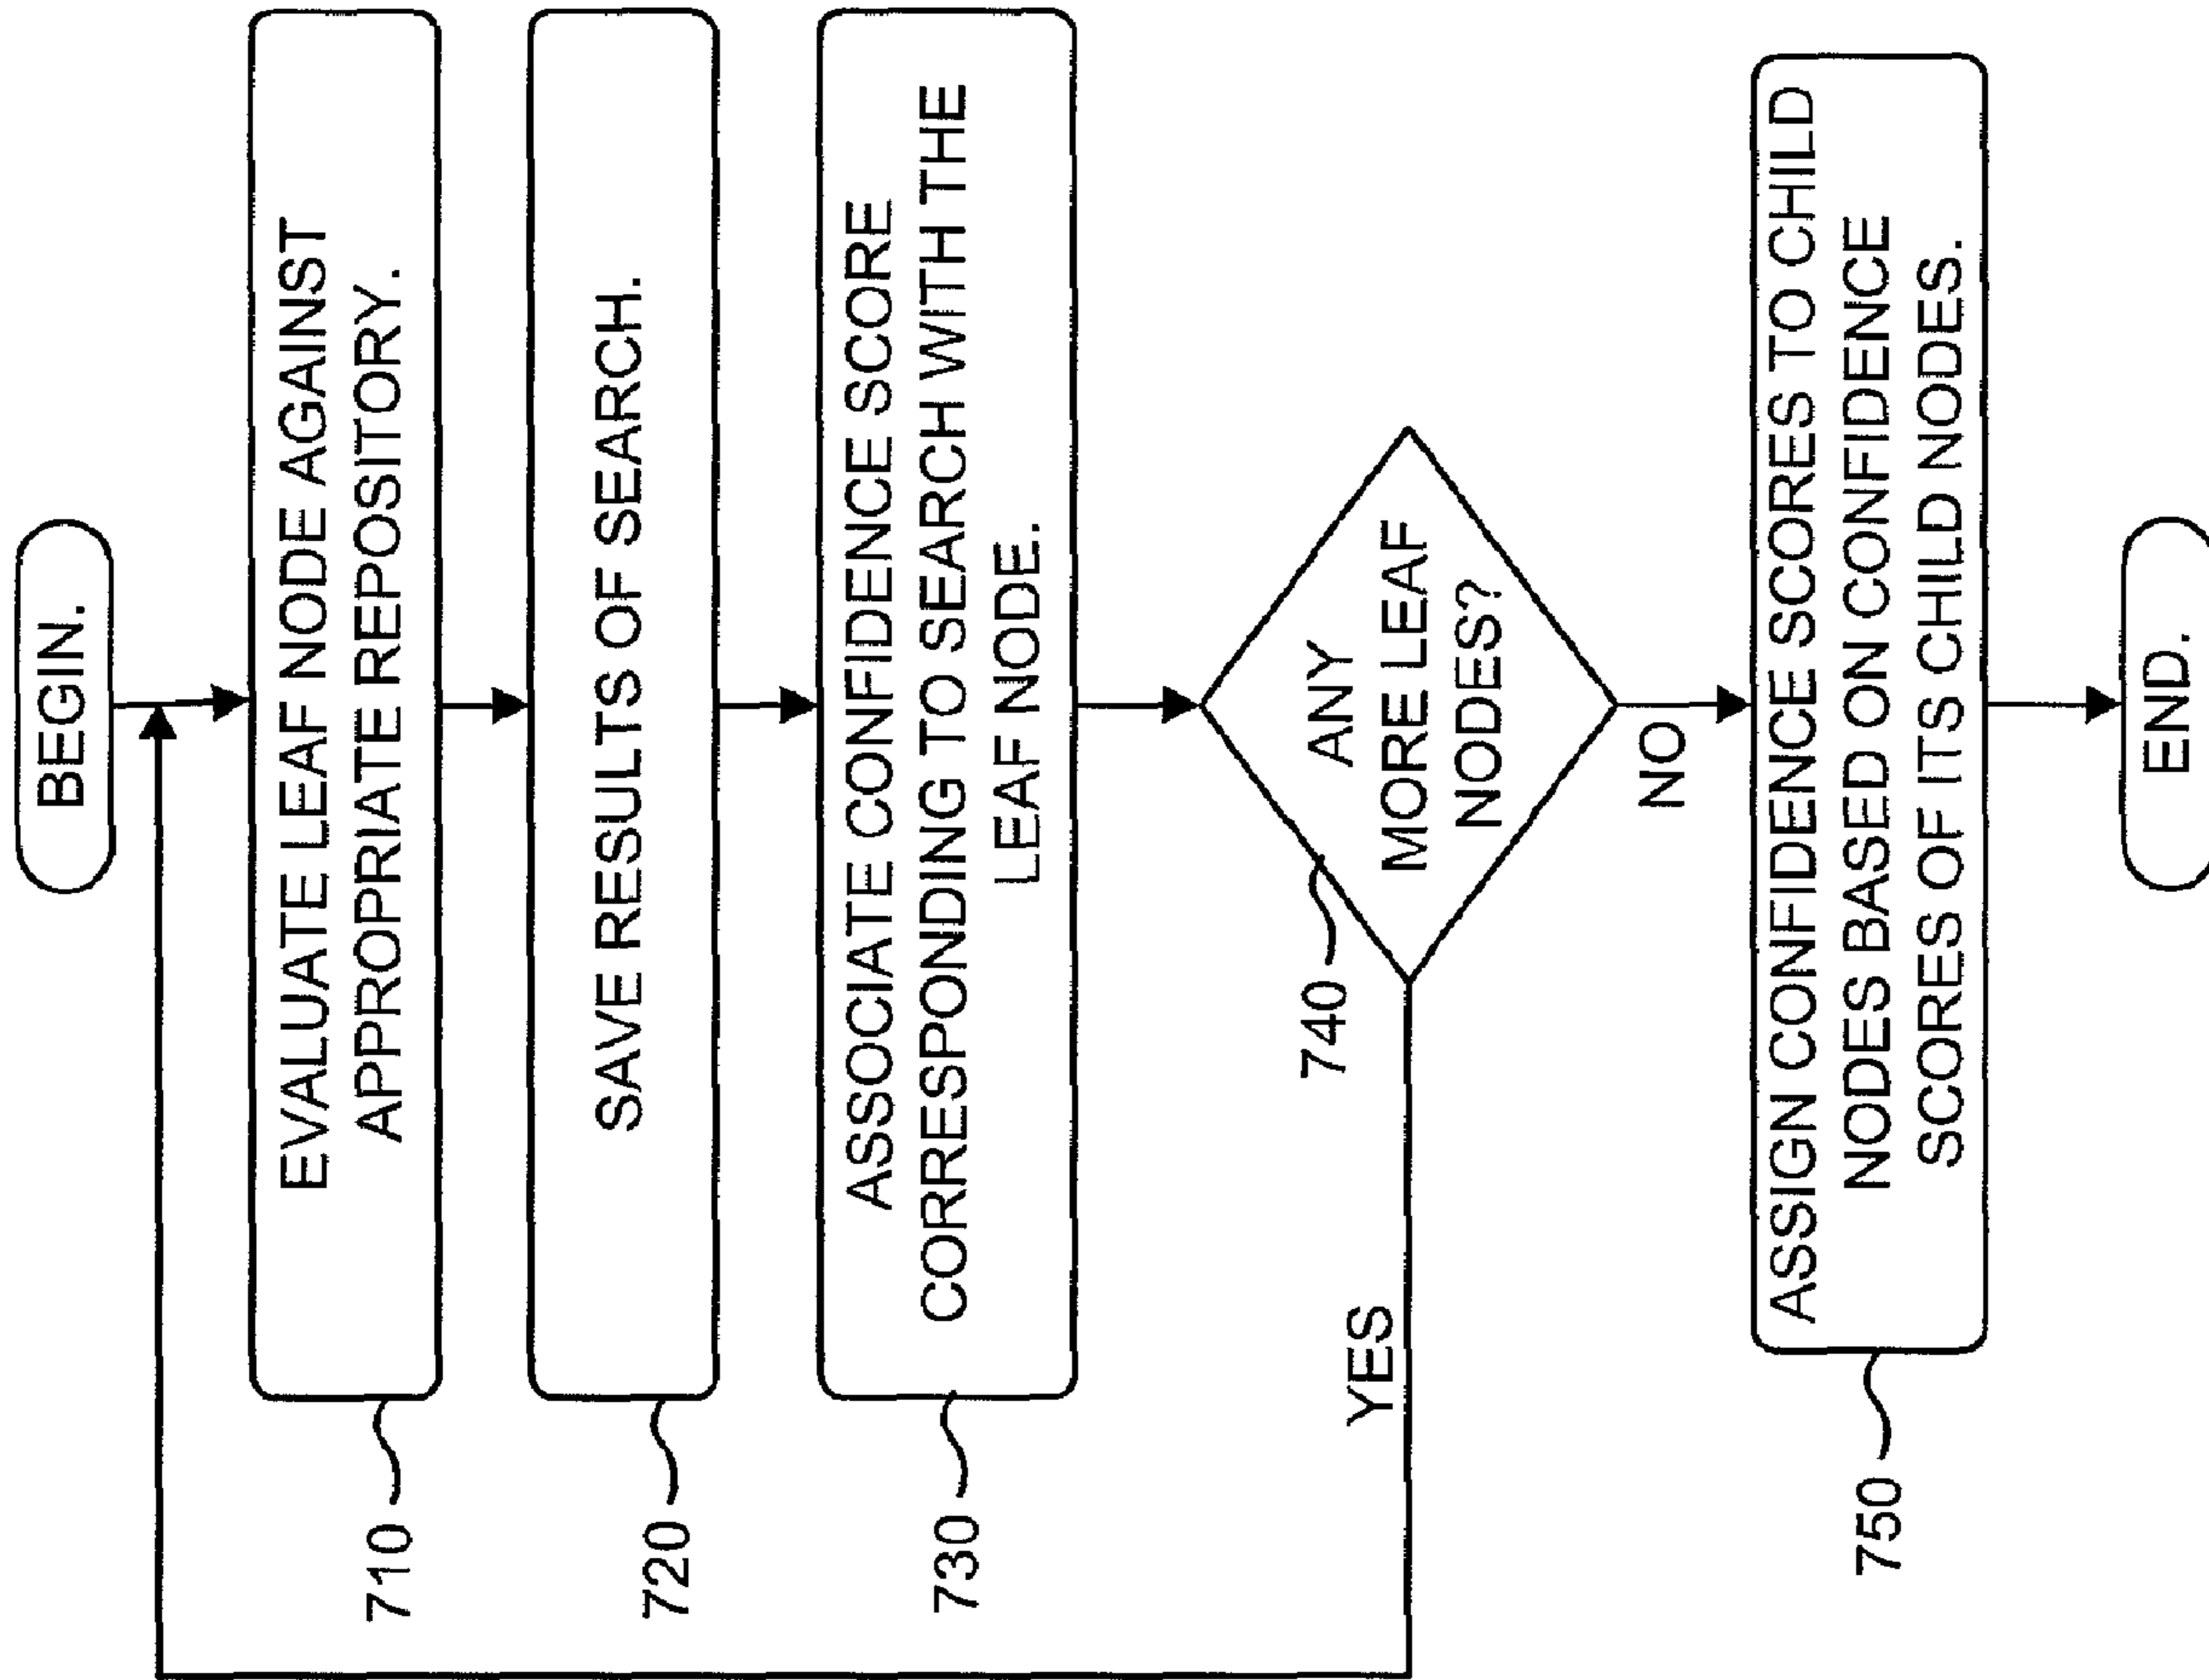 BEGIN.
EVALUATE LEAF NODE AGAINST
APPROPRIATE REPOSITORY.
710
SAVE RESULTS OF SEARCH.
720
ASSOCIATE CONFIDENCE SCORE
CORRESPONDING TO SEARCH WITH THE
LEAF NODE.
730
ANY
MORE LEAF
NODES?
740
YES
NO
ASSIGN CONFIDENCE SCORES TO CHILD
NODES BASED ON CONFIDENCE
SCORES OF ITS CHILD NODES.
750
END.